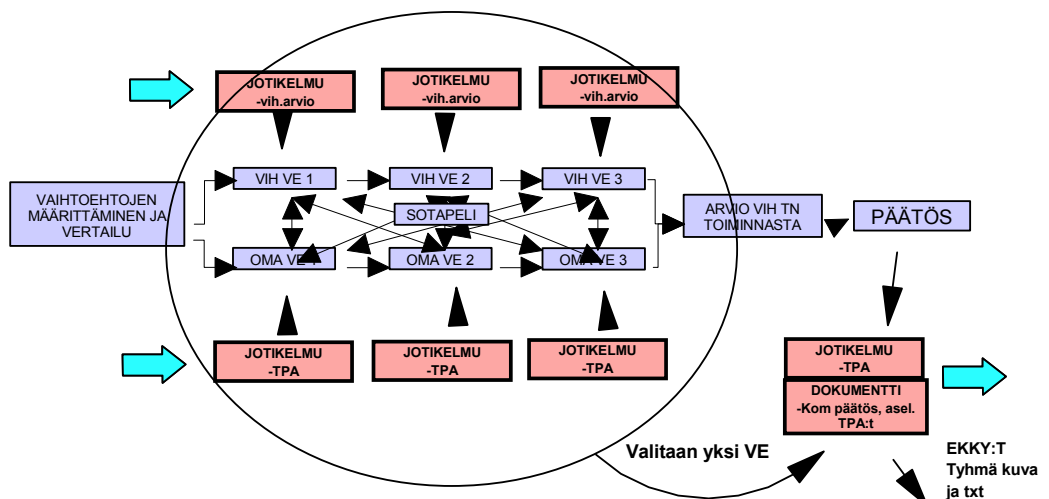 JOTIKELMU
-vih.arvio
JOTIKELMU
-vih.arvio
JOTIKELMU
-vih.arvio
VAIHTOEHTOJEN
MÄÄRITTÄMINEN JA
VERTAILU
VIH VE 1
VIH VE 2
VIH VE 3
SOTAPELI
OMA VE 1
OMA VE 2
OMA VE 3
ARVIO VIH TN
TOIMINNASTA
PÄÄTÖS
JOTIKELMU
-TPA
JOTIKELMU
-TPA
JOTIKELMU
-TPA
JOTIKELMU
-TPA
DOKUMENTTI
-Kom päätös, asel.
TPA:t
Valitaan yksi VE
EKKY:T
Tyhmä kuva
ja txt